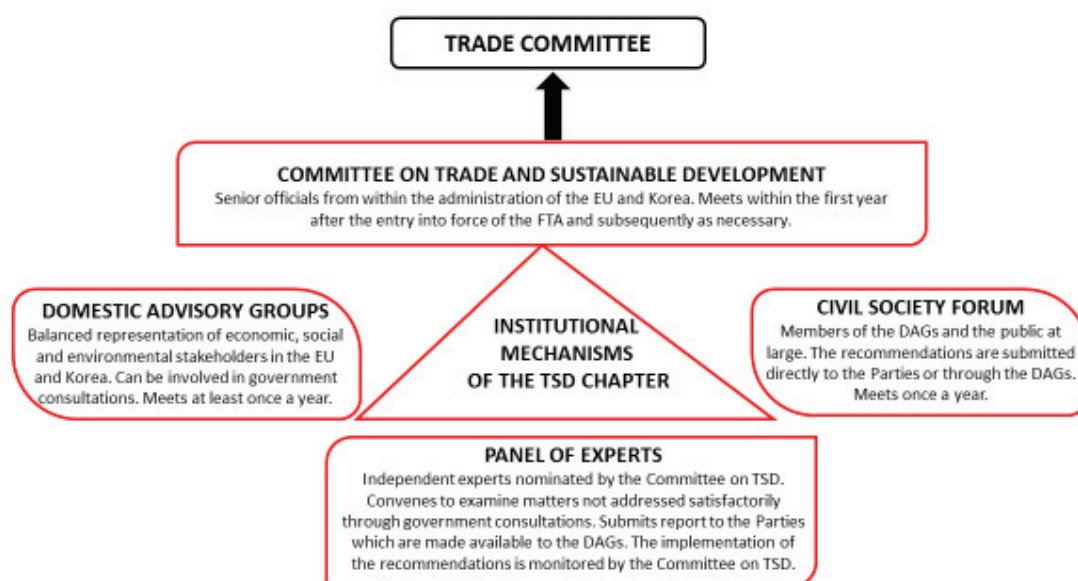 TRADE COMMITTEE
COMMITTEE ON TRADE AND SUSTAINABLE DEVELOPMENT
Senior officials from within the administration of the EU and Korea. Meets within the first year
after the entry into force of the FTA and subsequently as necessary.
DOMESTIC ADVISORY GROUPS
Balanced representation of economic, social
and environmental stakeholders in the EU
and Korea. Can be involved in government
consultations. Meets at least once a year.
INSTITUTIONAL
MECHANISMS
OF THE TSD CHAPTER
CIVIL SOCIETY FORUM
Members of the DAGs and the public at
large. The recommendations are submitted
directly to the Parties or through the DAGs.
Meets once a year.
PANEL OF EXPERTS
Independent experts nominated by the Committee on TSD.
Convenes to examine matters not addressed satisfactorily
through government consultations. Submits report to the Parties
which are made available to the DAGs. The implementation of
the recommendations is monitored by the Committee on TSD.